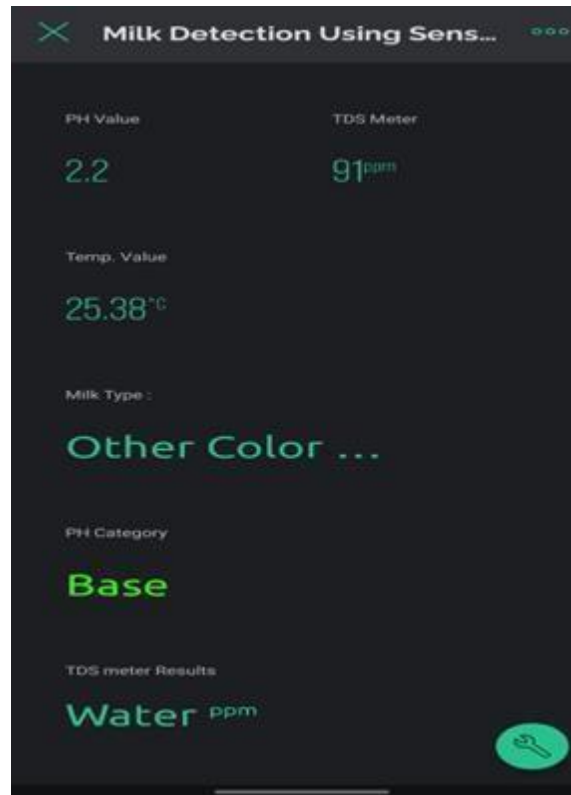 Milk Detection Using Sens...
PH Value
TDS Meter
2.2
91ppm
Temp. Value
25.38°C
Milk Type :
Other Color ...
PH Category
Base
TDS meter Results
Water ppm